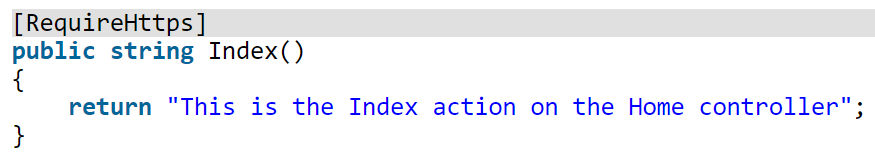 [RequireHttps]
public string Index()
{
    return "This is the Index action on the Home controller";
}